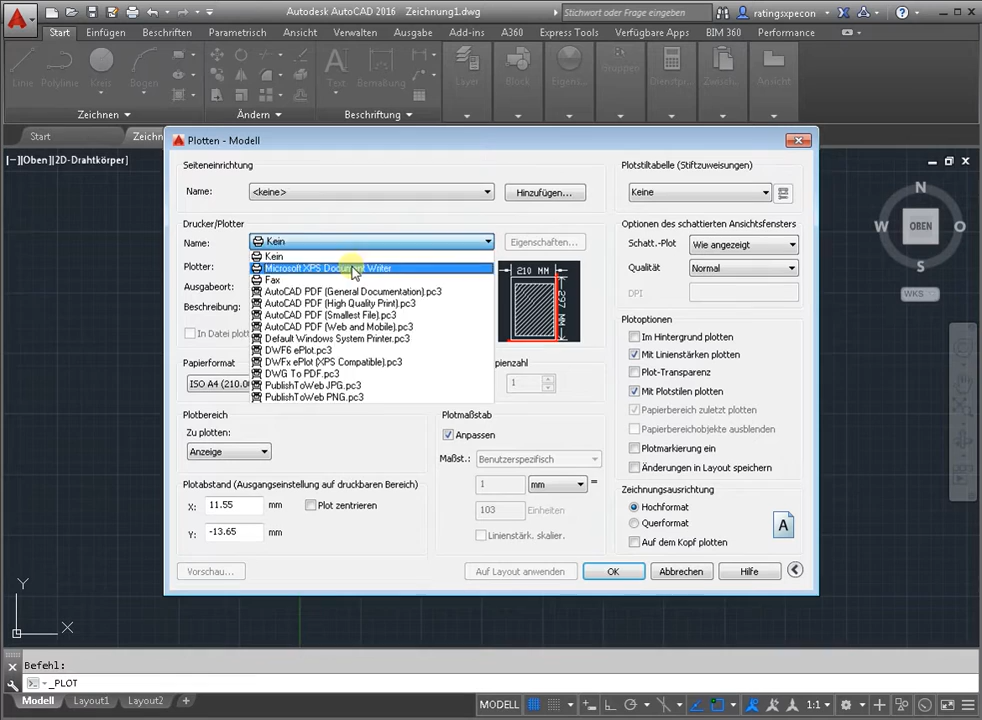 Autodesk AutoCAD 2016 Zeichnung1.dwg
Stichwort oder Frage eingeben
ratingsxpecon
Start Einfügen Beschriften Parametrisch Ansicht Verwalten Ausgabe Add-ins A360 Express Tools Verfügbare Apps BIM 360 Performance
Linie Polylinie Kreis Bogen Text Bemaßung Layer Block Eigent... Gruppen Dienstpr... Zwisch... Ansicht
Zeichnen Ändern Beschriftung
Start Zeichn
[−][Oben][2D-Drahtkörper]
Plotten - Modell
Seiteneinrichtung
Name: <keine> Hinzufügen...
Plotstiltabelle (Stiftzuweisungen)
Keine
Drucker/Plotter
Name: Kein Eigenschaften...
Plotter:
Ausgabeort:
Beschreibung:
In Datei plott
Kein
Microsoft XPS Document Writer
Fax
AutoCAD PDF (General Documentation).pc3
AutoCAD PDF (High Quality Print).pc3
AutoCAD PDF (Smallest File).pc3
AutoCAD PDF (Web and Mobile).pc3
Default Windows System Printer.pc3
DWF6 ePlot.pc3
DWFx ePlot (XPS Compatible).pc3
DWG To PDF.pc3
PublishToWeb JPG.pc3
PublishToWeb PNG.pc3
210 MM
297 MM
Optionen des schattierten Ansichtsfensters
Schatt.-Plot Wie angezeigt
Qualität Normal
DPI
Papierformat
ISO A4 (210.0
pienzahl
1
Plotoptionen
Im Hintergrund plotten
Mit Linienstärken plotten
Plot-Transparenz
Mit Plotstilen plotten
Papierbereich zuletzt plotten
Papierbereichobjekte ausblenden
Plotmarkierung ein
Änderungen in Layout speichern
Plotbereich
Zu plotten:
Anzeige
Plotmaßstab
Anpassen
Maßst.: Benutzerspezifisch
1 mm =
103 Einheiten
Linienstärk. skalier.
Plotabstand (Ausgangseinstellung auf druckbaren Bereich)
X: 11.55 mm Plot zentrieren
Y: -13.65 mm
Zeichnungsausrichtung
Hochformat
Querformat
Auf dem Kopf plotten
A
Vorschau... Auf Layout anwenden OK Abbrechen Hilfe
N
W OBEN O
S
WKS
Y
X
Befehl:
_PLOT
Modell Layout1 Layout2 +
MODELL 1:1